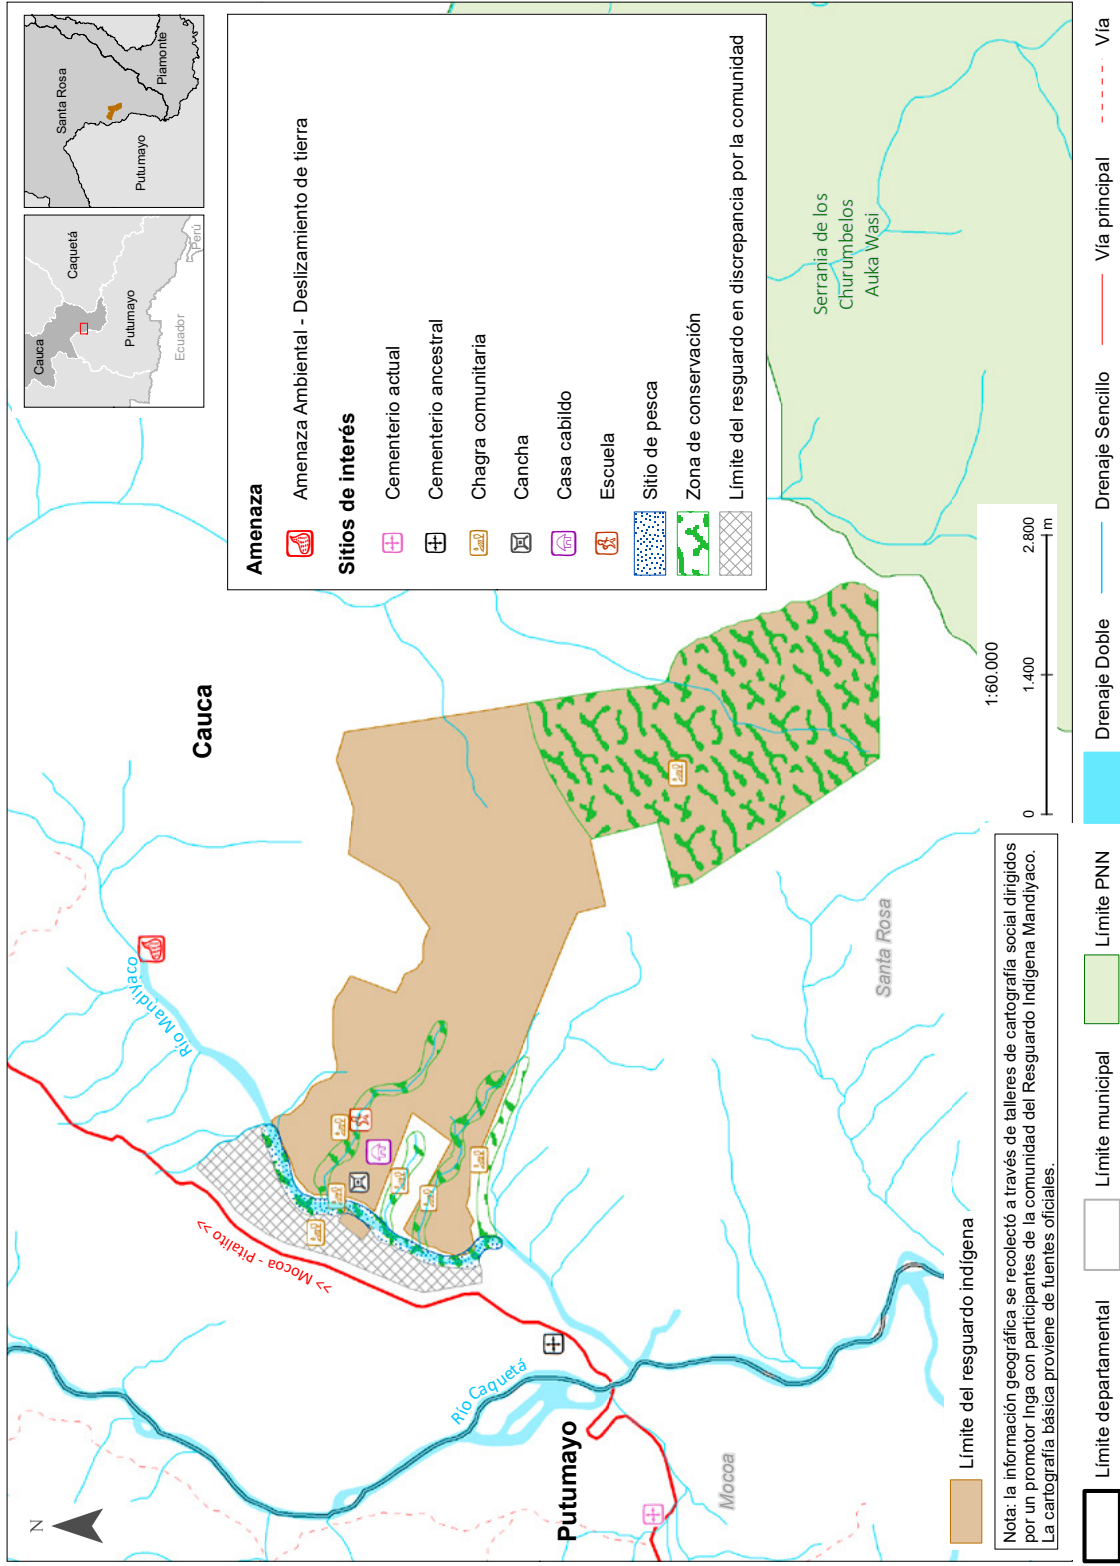 N
Putumayo
Cauca
Mocoa
Santa Rosa
Río Caquetá
Río Mandiyaco
>> Mocoa - Pitalito >>
Serrania de los
Churumbelos
Auka Wasi
Cauca
Caquetá
Putumayo
Ecuador
Perú
Santa Rosa
Putumayo
Piamonte
Amenaza
Amenaza Ambiental - Deslizamiento de tierra
Sitios de interés
Cementerio actual
Cementerio ancestral
Chagra comunitaria
Cancha
Casa cabildo
Escuela
Sitio de pesca
Zona de conservación
Límite del resguardo en discrepancia por la comunidad
1:60.000
0 1.400 2.800
m
Límite del resguardo indígena
Nota: la información geográfica se recolectó a través de talleres de cartografía social dirigidos
por un promotor Inga con participantes de la comunidad del Resguardo Indígena Mandiyaco.
La cartografía básica proviene de fuentes oficiales.
Límite departamental
Límite municipal
Límite PNN
Drenaje Doble
Drenaje Sencillo
Vía principal
Vía